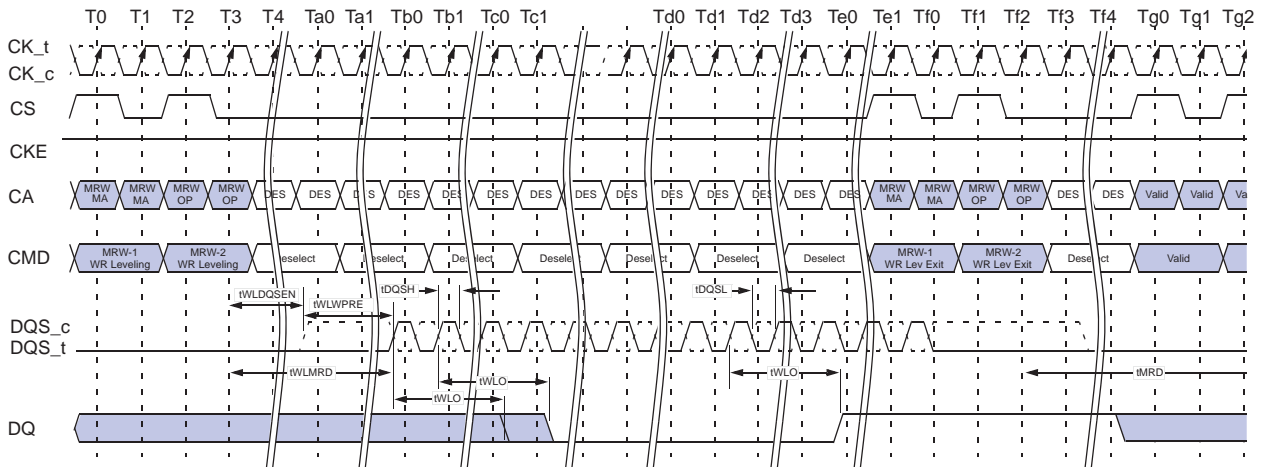 T0 T1 T2 T3 T4 Ta0 Ta1 Tb0 Tb1 Tc0 Tc1 Td0 Td1 Td2 Td3 Te0 Te1 Tf0 Tf1 Tf2 Tf3 Tf4 Tg0 Tg1 Tg2
CK_t
CK_c
CS
CKE
CA MRW MA MRW MA MRW OP MRW OP DES DES DES DES DES DES DES DES DES DES DES DES DES DES MRW MA MRW MA MRW OP MRW OP DES DES Valid Valid Va
CMD MRW-1 WR Leveling MRW-2 WR Leveling Deselect Deselect Deselect Deselect Deselect Deselect Deselect MRW-1 WR Lev Exit MRW-2 WR Lev Exit Deselect Valid
tDQSH tDQSL
tWLDQSEN
tWLWPRE
DQS_c
DQS_t
tWLMRD tWLO tMRD
tWLO
tWLO
DQ